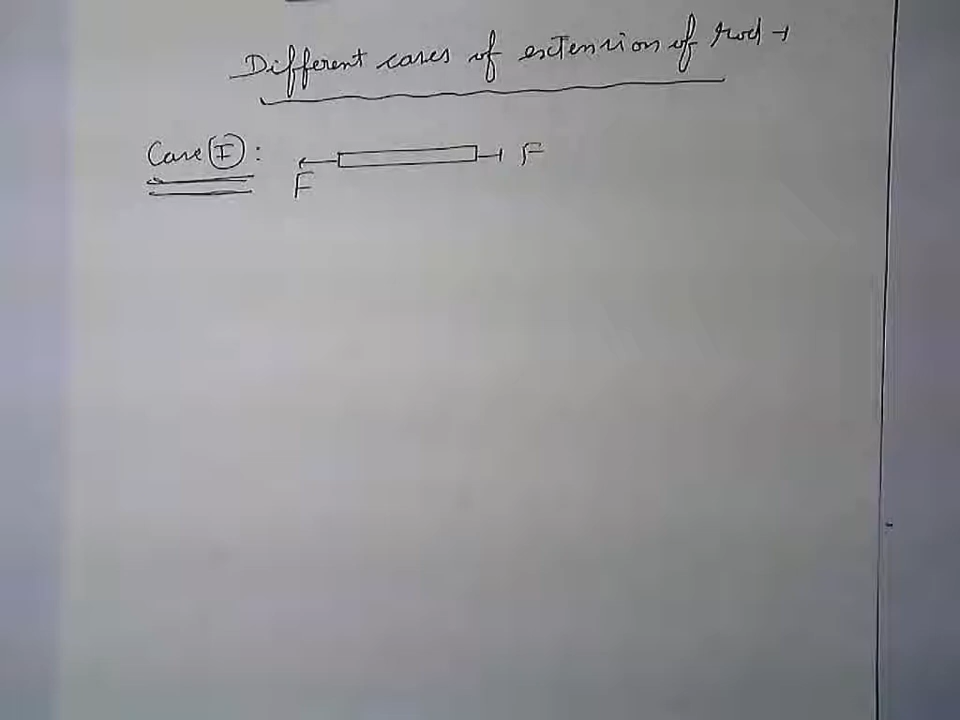 Different cases of extension of rod →
Case (I) : F F